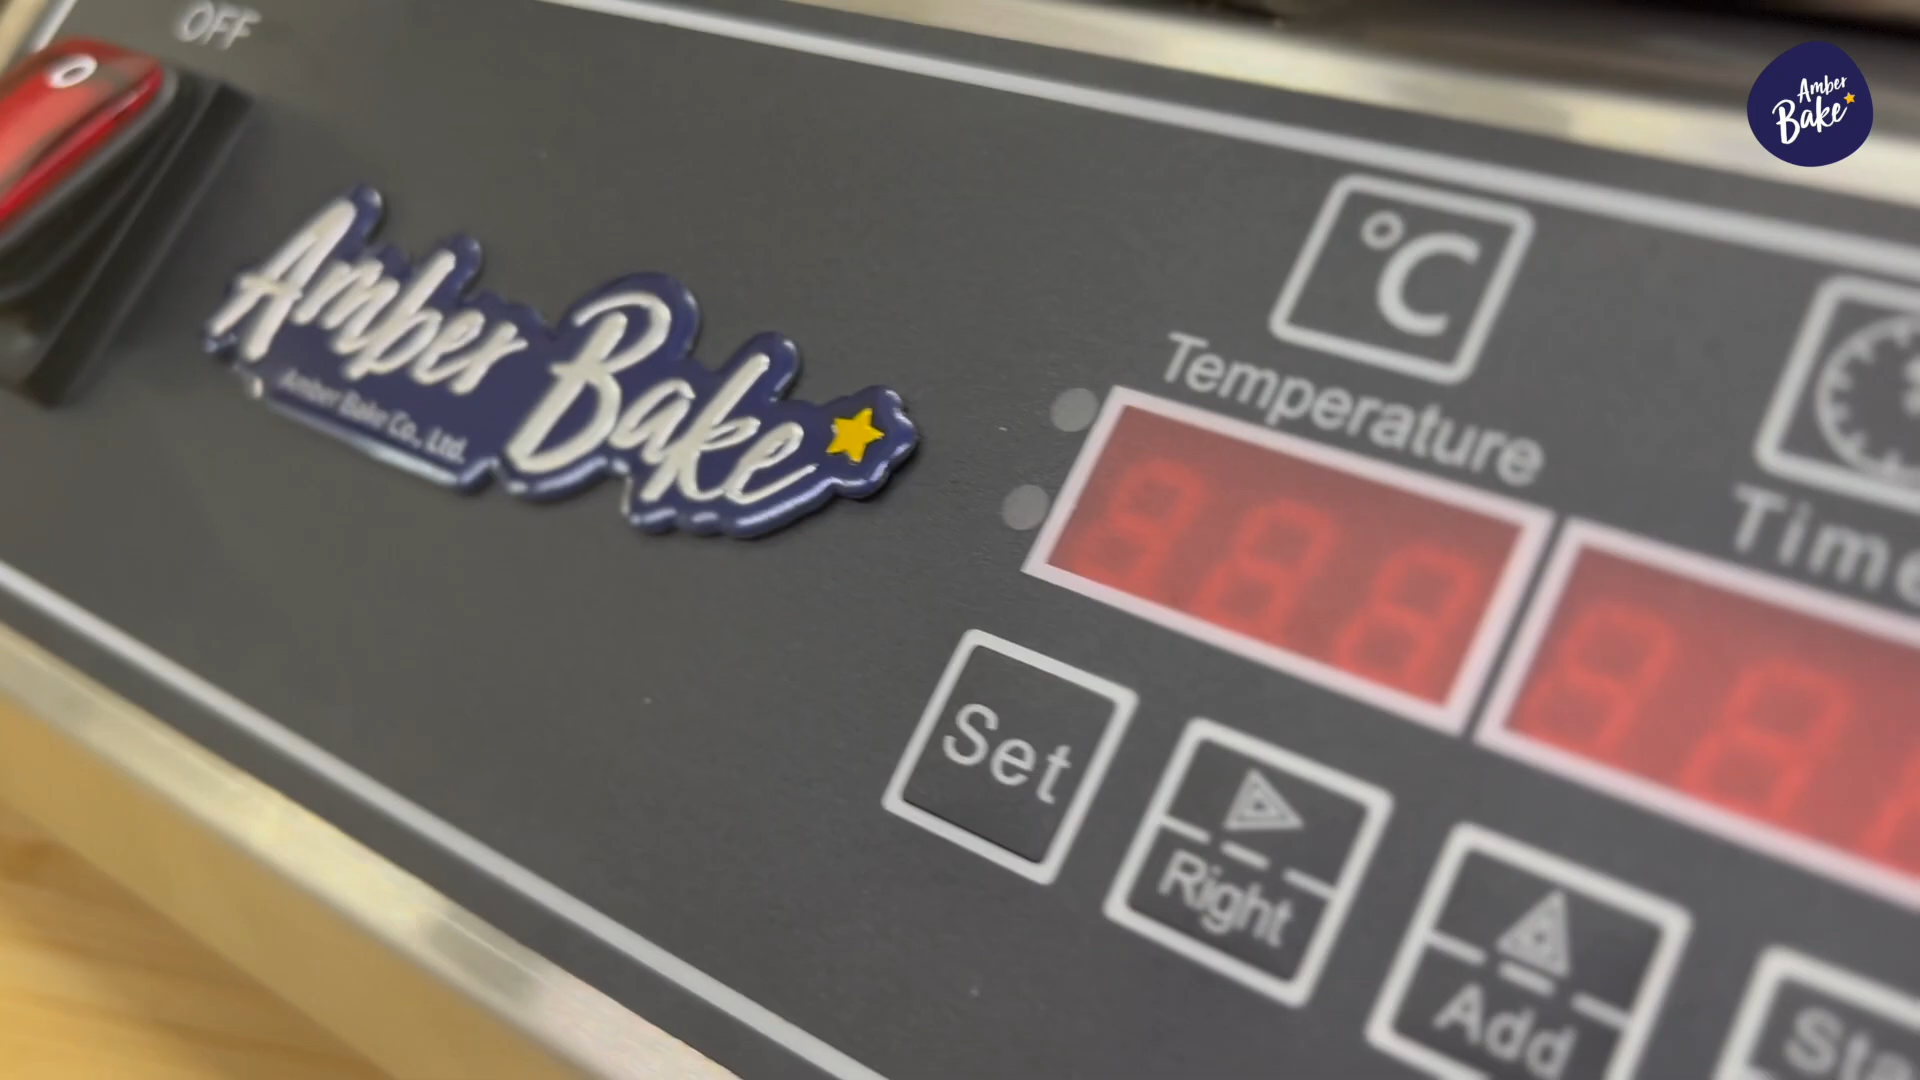 OFF
Amber Bake
Amber Bake Co., Ltd.
°C
Temperature
Time
Set
Right
Add
Amber
Bake